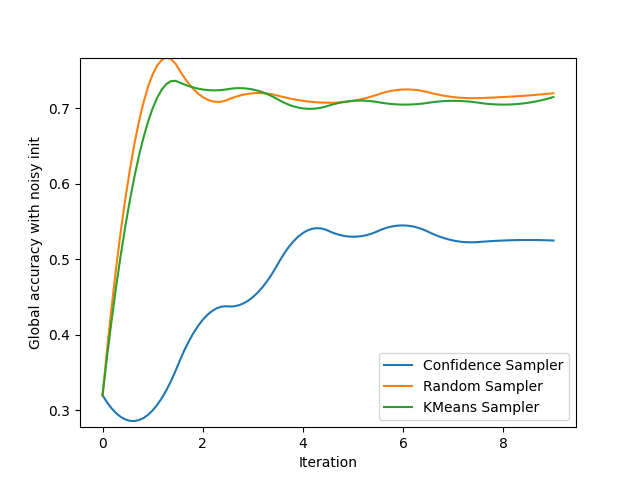 Global accuracy with noisy init
0.7
0.6
0.5
0.4
0.3
0 2 4 6 8
Iteration
Confidence Sampler
Random Sampler
KMeans Sampler